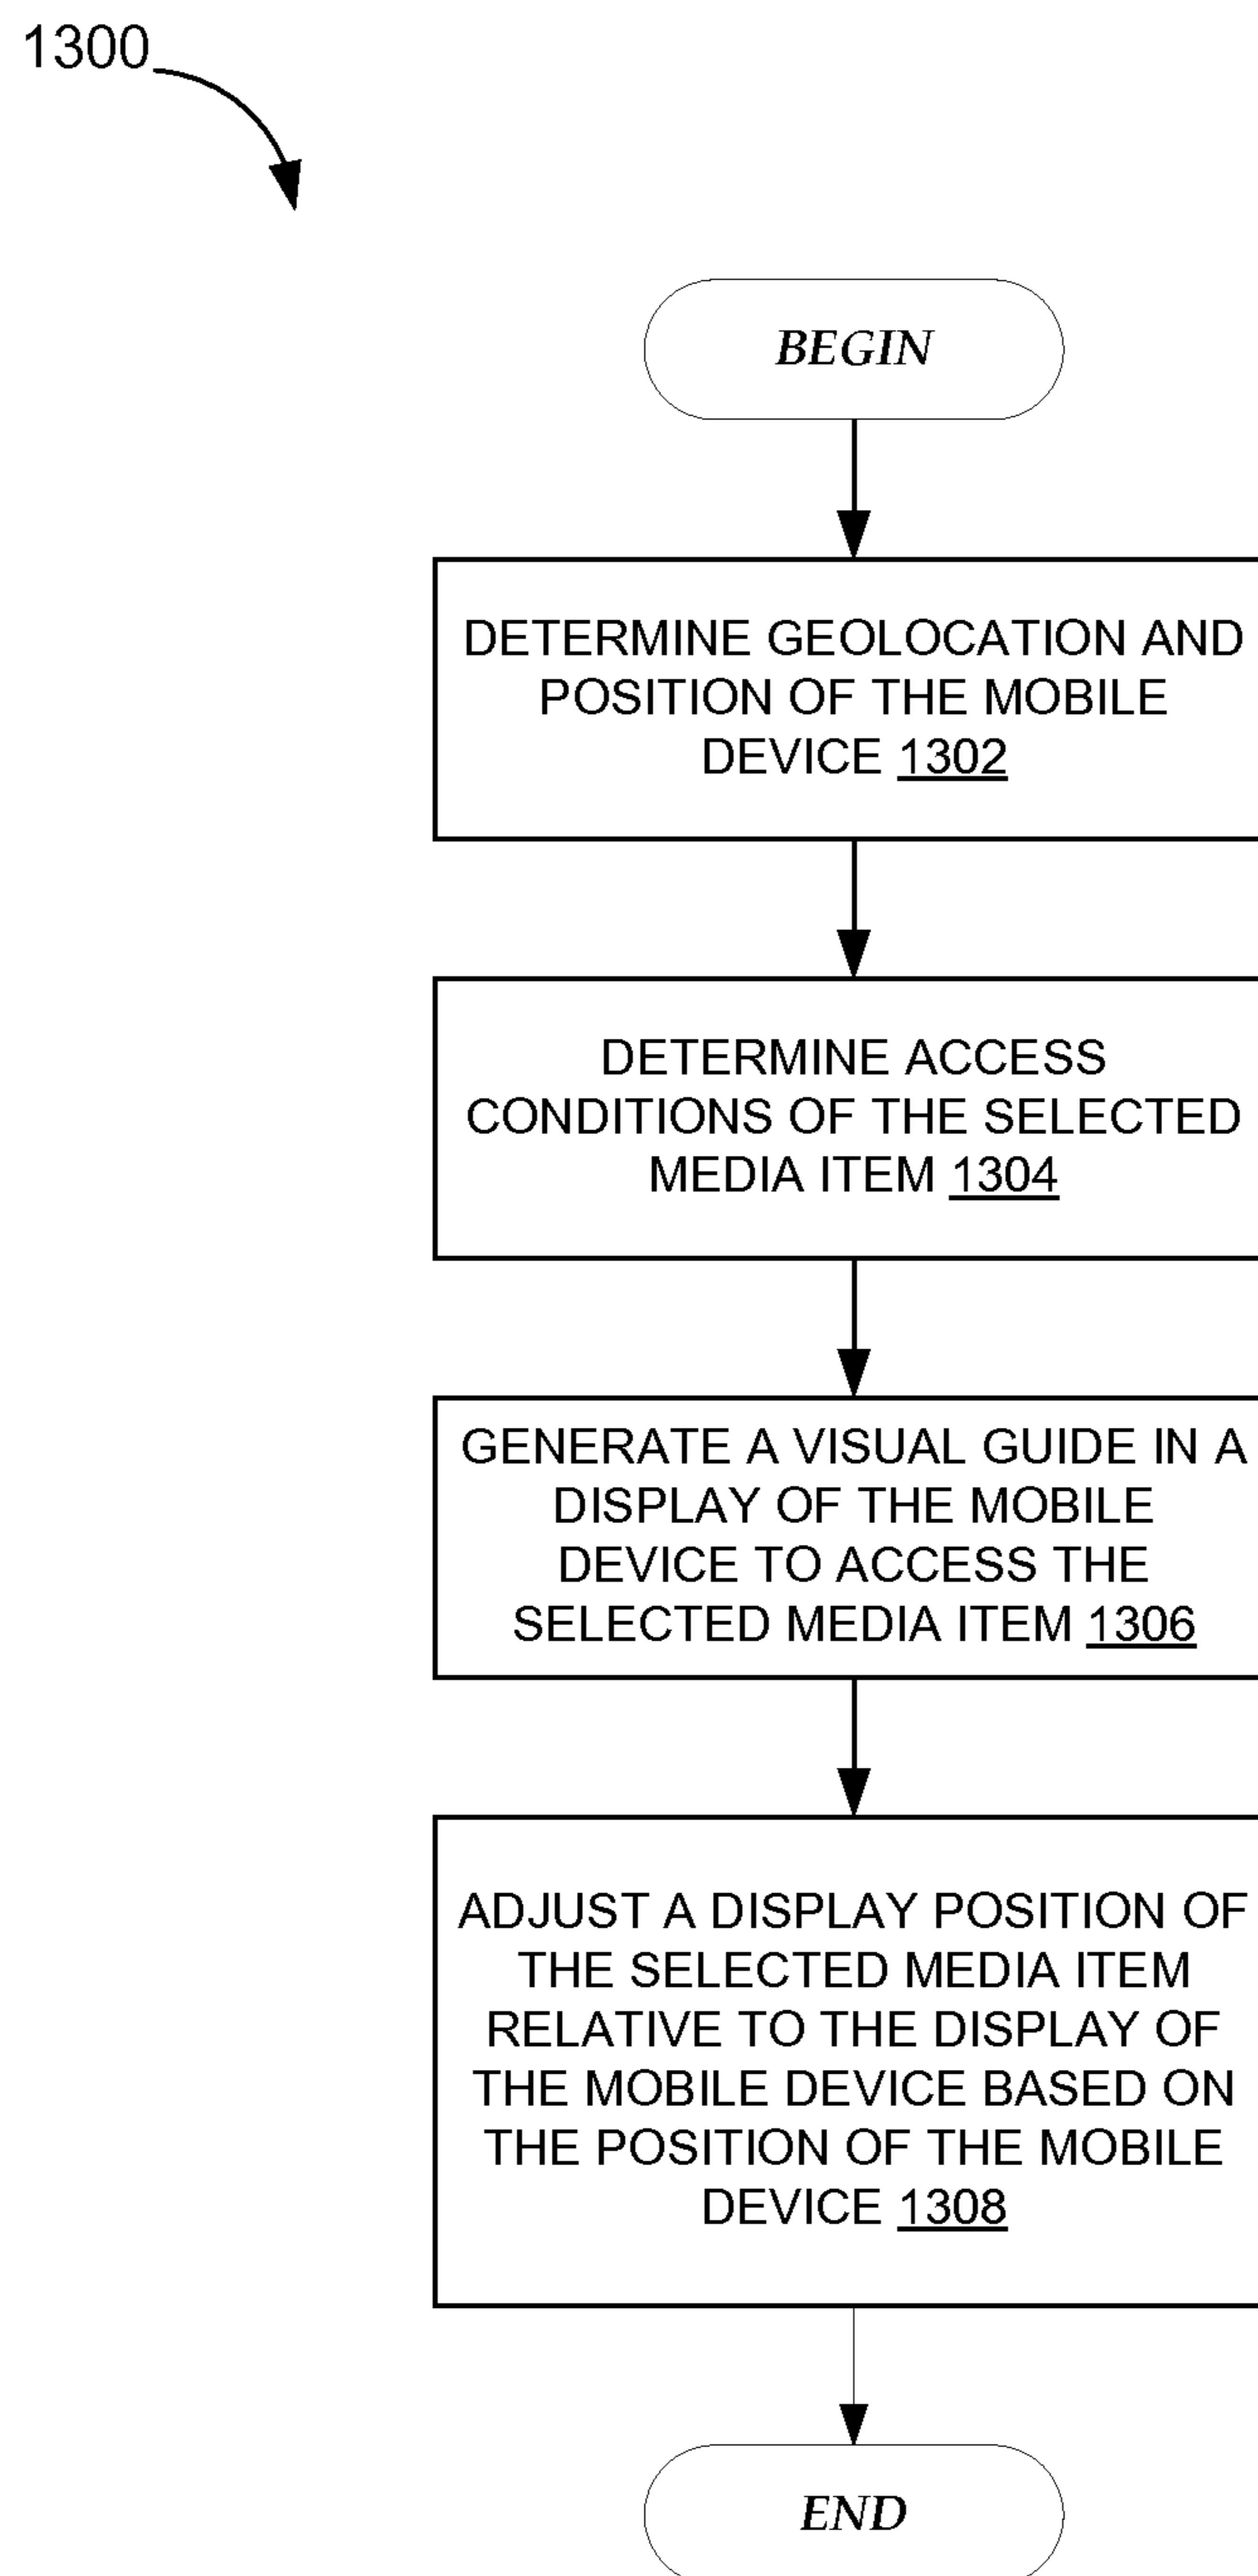 1300
BEGIN
DETERMINE GEOLOCATION AND
POSITION OF THE MOBILE
DEVICE 1302
DETERMINE ACCESS
CONDITIONS OF THE SELECTED
MEDIA ITEM 1304
GENERATE A VISUAL GUIDE IN A
DISPLAY OF THE MOBILE
DEVICE TO ACCESS THE
SELECTED MEDIA ITEM 1306
ADJUST A DISPLAY POSITION OF
THE SELECTED MEDIA ITEM
RELATIVE TO THE DISPLAY OF
THE MOBILE DEVICE BASED ON
THE POSITION OF THE MOBILE
DEVICE 1308
END